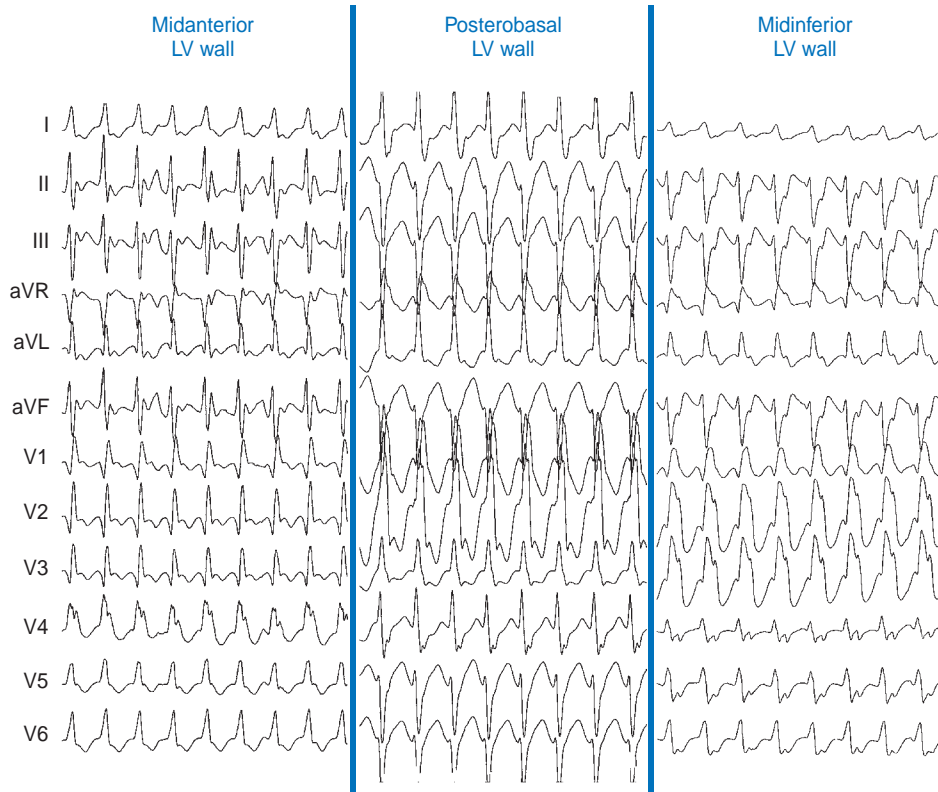 Midanterior
LV wall
Posterobasal
LV wall
Midinferior
LV wall
I
II
III
aVR
aVL
aVF
V1
V2
V3
V4
V5
V6